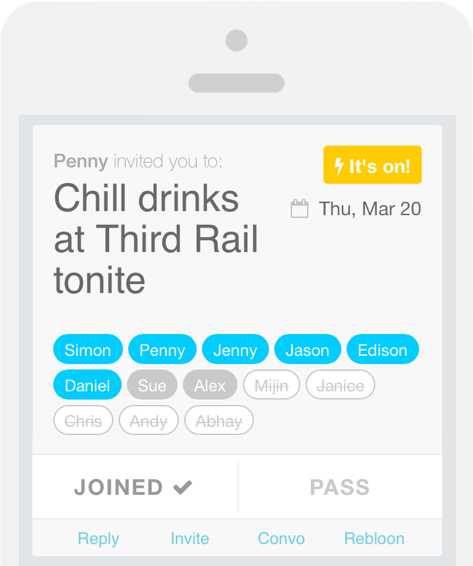 Penny invited you to:
It's on!
Chill drinks
at Third Rail
tonite
Thu, Mar 20
Simon Penny Jenny Jason Edison
Daniel Sue Alex Mijin Janice
Chris Andy Abhay
JOINED PASS
Reply Invite Convo Rebloon